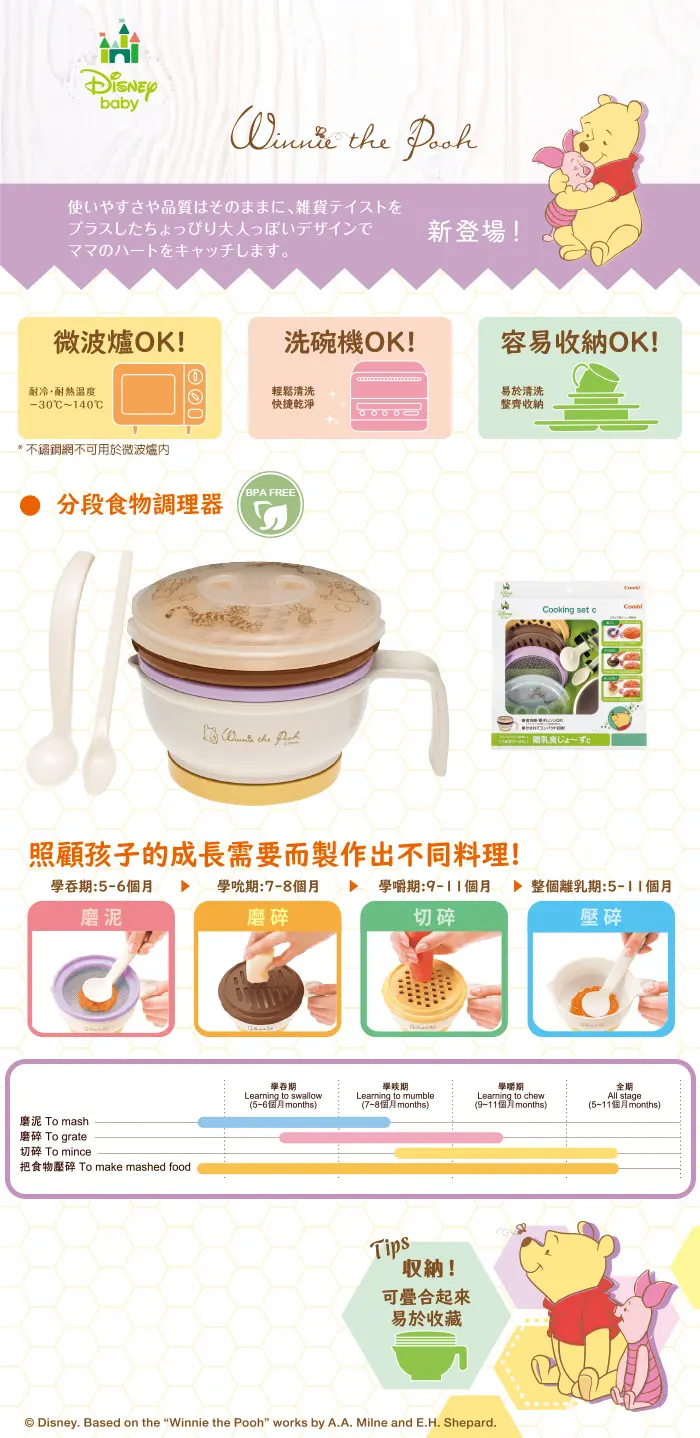 Disney
baby
Winnie the Pooh
使いやすさや品質はそのままに、雑貨テイストを
プラスしたちょっぴり大人っぽいデザインで
ママのハートをキャッチします。
新登場!
微波爐OK!
耐冷・耐熱溫度
-30℃～140℃
洗碗機OK!
輕鬆清洗
快捷乾淨
容易收納OK!
易於清洗
整齊收納
* 不鏽鋼網不可用於微波爐内
● 分段食物調理器
BPA FREE
Winnie the Pooh
Combi
Cooking set c
Combi
離乳食じょ～ずc
照顧孩子的成長需要而製作出不同料理!
學吞期:5-6個月
學吮期:7-8個月
學嚼期:9-11個月
整個離乳期:5-11個月
磨泥
磨碎
切碎
壓碎
學吞期
Learning to swallow
(5-6個月months)
學啖期
Learning to mumble
(7-8個月months)
學嚼期
Learning to chew
(9-11個月months)
全期
All stage
(5-11個月months)
磨泥 To mash
磨碎 To grate
切碎 To mince
把食物壓碎 To make mashed food
Tips
收納!
可疊合起來
易於收藏
© Disney. Based on the “Winnie the Pooh” works by A.A. Milne and E.H. Shepard.